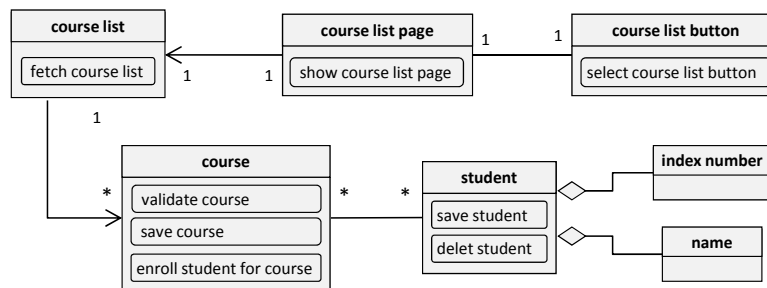 course list
fetch course list
course list page
show course list page
course list button
select course list button
1
1
1
1
1
*
course
validate course
save course
enroll student for course
*
*
student
save student
delet student
index number
name